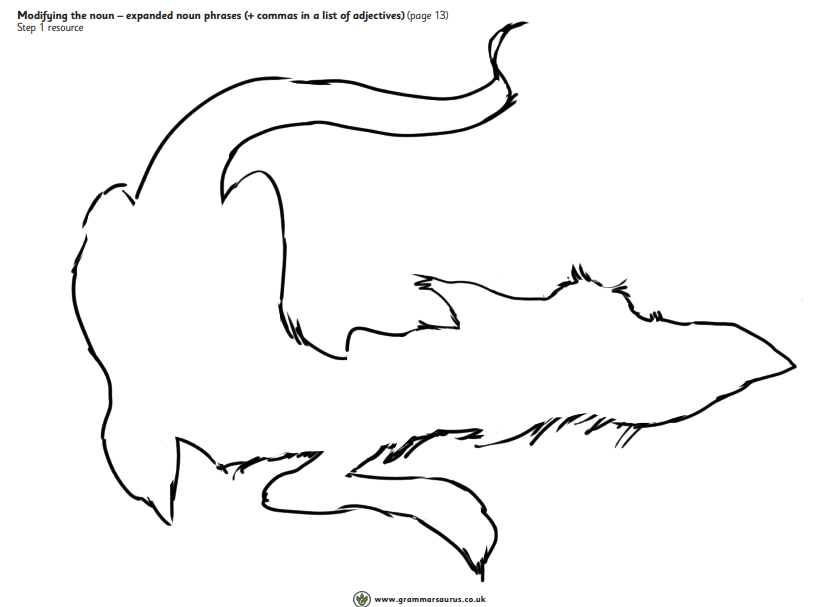 Modifying the noun – expanded noun phrases (+ commas in a list of adjectives) (page 13)
Step 1 resource
www.grammarsaurus.co.uk